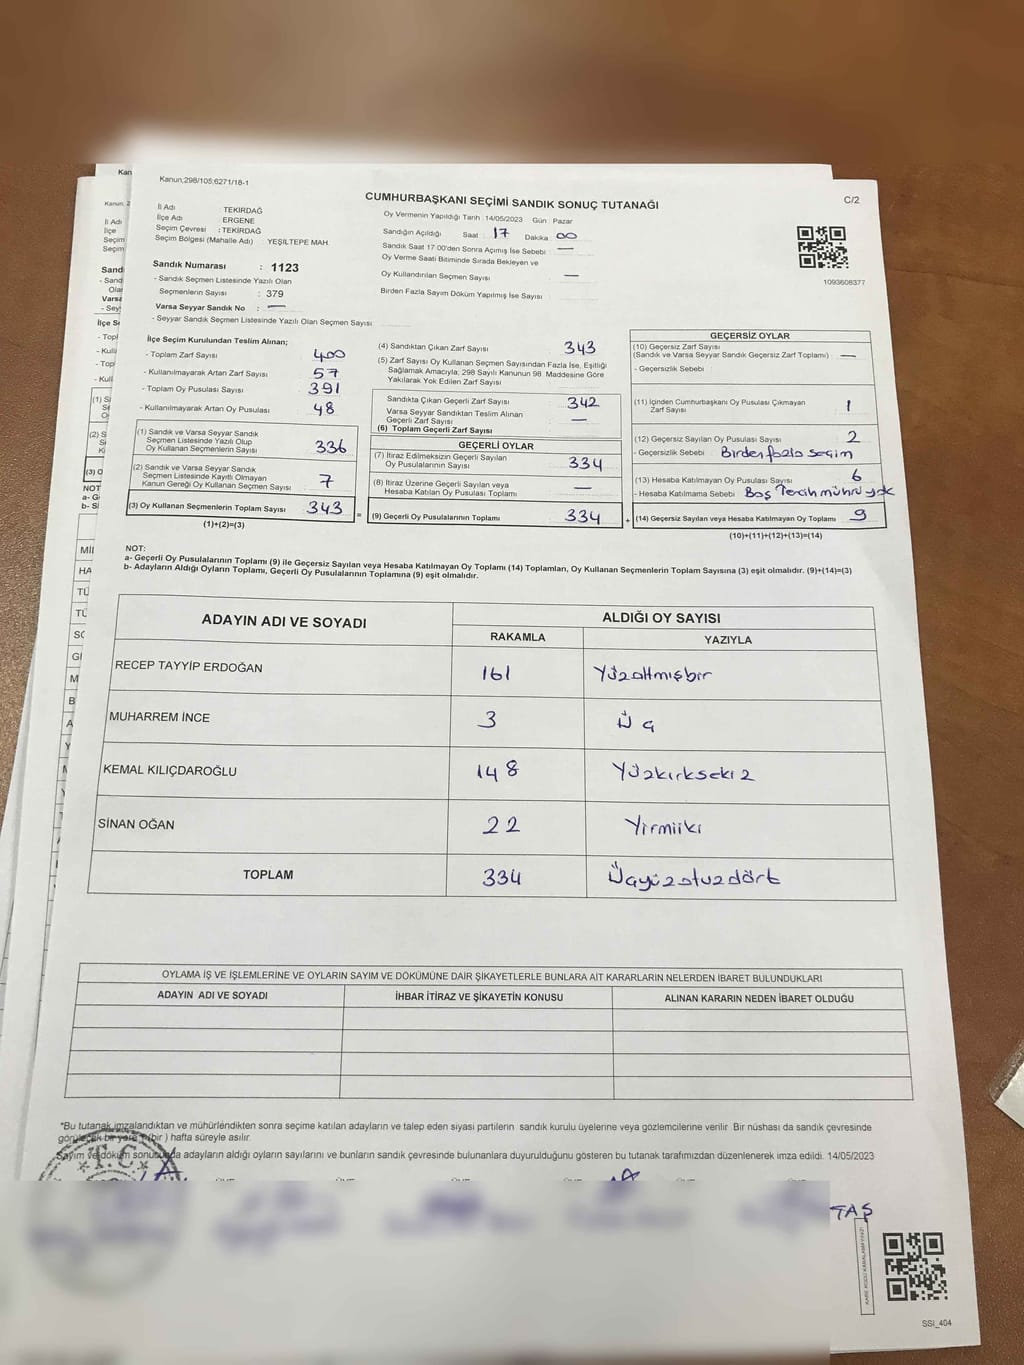 Kan
Kanun;298/105;6271/18-1
CUMHURBAŞKANI SEÇİMİ SANDIK SONUÇ TUTANAĞI
C/2
İl Adı : TEKİRDAĞ
İlçe Adı : ERGENE
Seçim Çevresi : TEKİRDAĞ
Seçim Bölgesi (Mahalle Adı) YEŞİLTEPE MAH.
Sandık Numarası : 1123
- Sandık Seçmen Listesinde Yazılı Olan
Seçmenlerin Sayısı : 379
Varsa Seyyar Sandık No : —
- Seyyar Sandık Seçmen Listesinde Yazılı Olan Seçmen Sayısı
Oy Vermenin Yapıldığı Tarih :14/05/2023 Gün : Pazar
Sandığın Açıldığı Saat : 17 Dakika 00
Sandık Saat 17:00'den Sonra Açımış İse Sebebi —
Oy Verme Saati Bitiminde Sırada Bekleyen ve
Oy Kullandırılan Seçmen Sayısı —
Birden Fazla Sayım Döküm Yapılmış İse Sayısı
1093608377
İlçe Seçim Kurulundan Teslim Alınan;
- Toplam Zarf Sayısı 400
- Kullanılmayarak Artan Zarf Sayısı 57
- Toplam Oy Pusulası Sayısı 391
- Kullanılmayarak Artan Oy Pusulası 48
(1) Sandık ve Varsa Seyyar Sandık
Seçmen Listesinde Yazılı Olup
Oy Kullanan Seçmenlerin Sayısı 336
(2) Sandık ve Varsa Seyyar Sandık
Seçmen Listesinde Kayıtlı Olmayan
Kanun Gereği Oy Kullanan Seçmen Sayısı 7
(3) Oy Kullanan Seçmenlerin Toplam Sayısı 343 =
(1)+(2)=(3)
(4) Sandıktan Çıkan Zarf Sayısı 343
(5) Zarf Sayısı Oy Kullanan Seçmen Sayısından Fazla İse, Eşitliği
Sağlamak Amacıyla; 298 Sayılı Kanunun 98. Maddesine Göre
Yakılarak Yok Edilen Zarf Sayısı
Sandıkta Çıkan Geçerli Zarf Sayısı 342
Varsa Seyyar Sandıktan Teslim Alınan
Geçerli Zarf Sayısı —
(6) Toplam Geçerli Zarf Sayısı
GEÇERLİ OYLAR
(7) İtiraz Edilmeksizin Geçerli Sayılan
Oy Pusulalarının Sayısı 334
(8) İtiraz Üzerine Geçerli Sayılan veya
Hesaba Katılan Oy Pusulası Toplamı —
(9) Geçerli Oy Pusulalarının Toplamı 334 +
GEÇERSİZ OYLAR
(10) Geçersiz Zarf Sayısı
(Sandık ve Varsa Seyyar Sandık Geçersiz Zarf Toplamı) —
- Geçersizlik Sebebi
(11) İçinden Cumhurbaşkanı Oy Pusulası Çıkmayan
Zarf Sayısı 1
(12) Geçersiz Sayılan Oy Pusulası Sayısı 2
- Geçersizlik Sebebi Birden fazla seçim
(13) Hesaba Katılmayan Oy Pusulası Sayısı 6
- Hesaba Katılmama Sebebi Boş Tercih mührü yok
(14) Geçersiz Sayılan veya Hesaba Katılmayan Oy Toplamı 9
(10)+(11)+(12)+(13)=(14)
NOT:
a- Geçerli Oy Pusulalarının Toplamı (9) ile Geçersiz Sayılan veya Hesaba Katılmayan Oy Toplamı (14) Toplamları, Oy Kullanan Seçmenlerin Toplam Sayısına (3) eşit olmalıdır. (9)+(14)=(3)
b- Adayların Aldığı Oyların Toplamı, Geçerli Oy Pusulalarının Toplamına (9) eşit olmalıdır.
ADAYIN ADI VE SOYADI
ALDIĞI OY SAYISI
RAKAMLA YAZIYLA
RECEP TAYYİP ERDOĞAN 161 Yüzaltmışbir
MUHARREM İNCE 3 Üç
KEMAL KILIÇDAROĞLU 148 Yüzkırksekiz
SİNAN OĞAN 22 Yirmiiki
TOPLAM 334 Üçyüzotuzdört
OYLAMA İŞ VE İŞLEMLERİNE VE OYLARIN SAYIM VE DÖKÜMÜNE DAİR ŞİKAYETLERLE BUNLARA AİT KARARLARIN NELERDEN İBARET BULUNDUKLARI
ADAYIN ADI VE SOYADI İHBAR İTİRAZ VE ŞİKAYETİN KONUSU ALINAN KARARIN NEDEN İBARET OLDUĞU
*Bu tutanak imzalandıktan ve mühürlendikten sonra seçime katılan adayların ve talep eden siyasi partilerin sandık kurulu üyelerine veya gözlemcilerine verilir. Bir nüshası da sandık çevresinde
görülecek bir yere 1(bir ) hafta süreyle asılır.
Sayım ve döküm sonucunda adayların aldığı oyların sayılarını ve bunların sandık çevresinde bulunanlara duyurulduğunu gösteren bu tutanak tarafımızdan düzenlenerek imza edildi. 14/05/2023
T.C.
TAŞ
SSİ_404